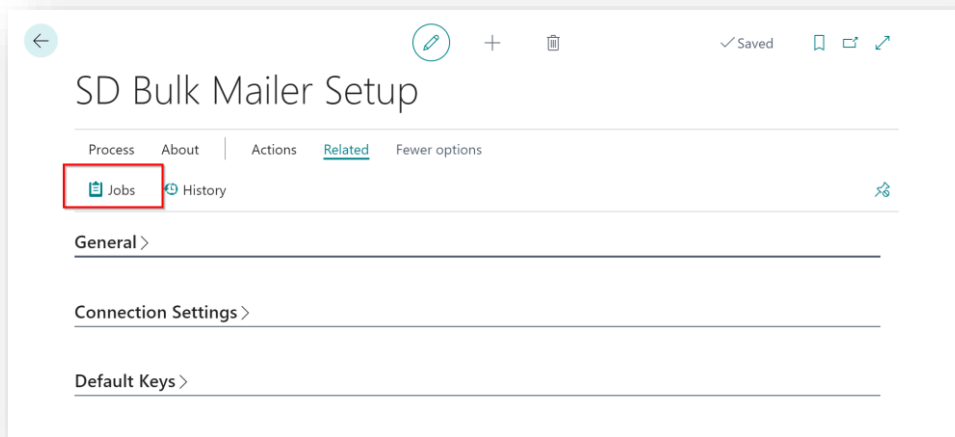 Saved
SD Bulk Mailer Setup
Process About Actions Related Fewer options
Jobs History
General
Connection Settings
Default Keys